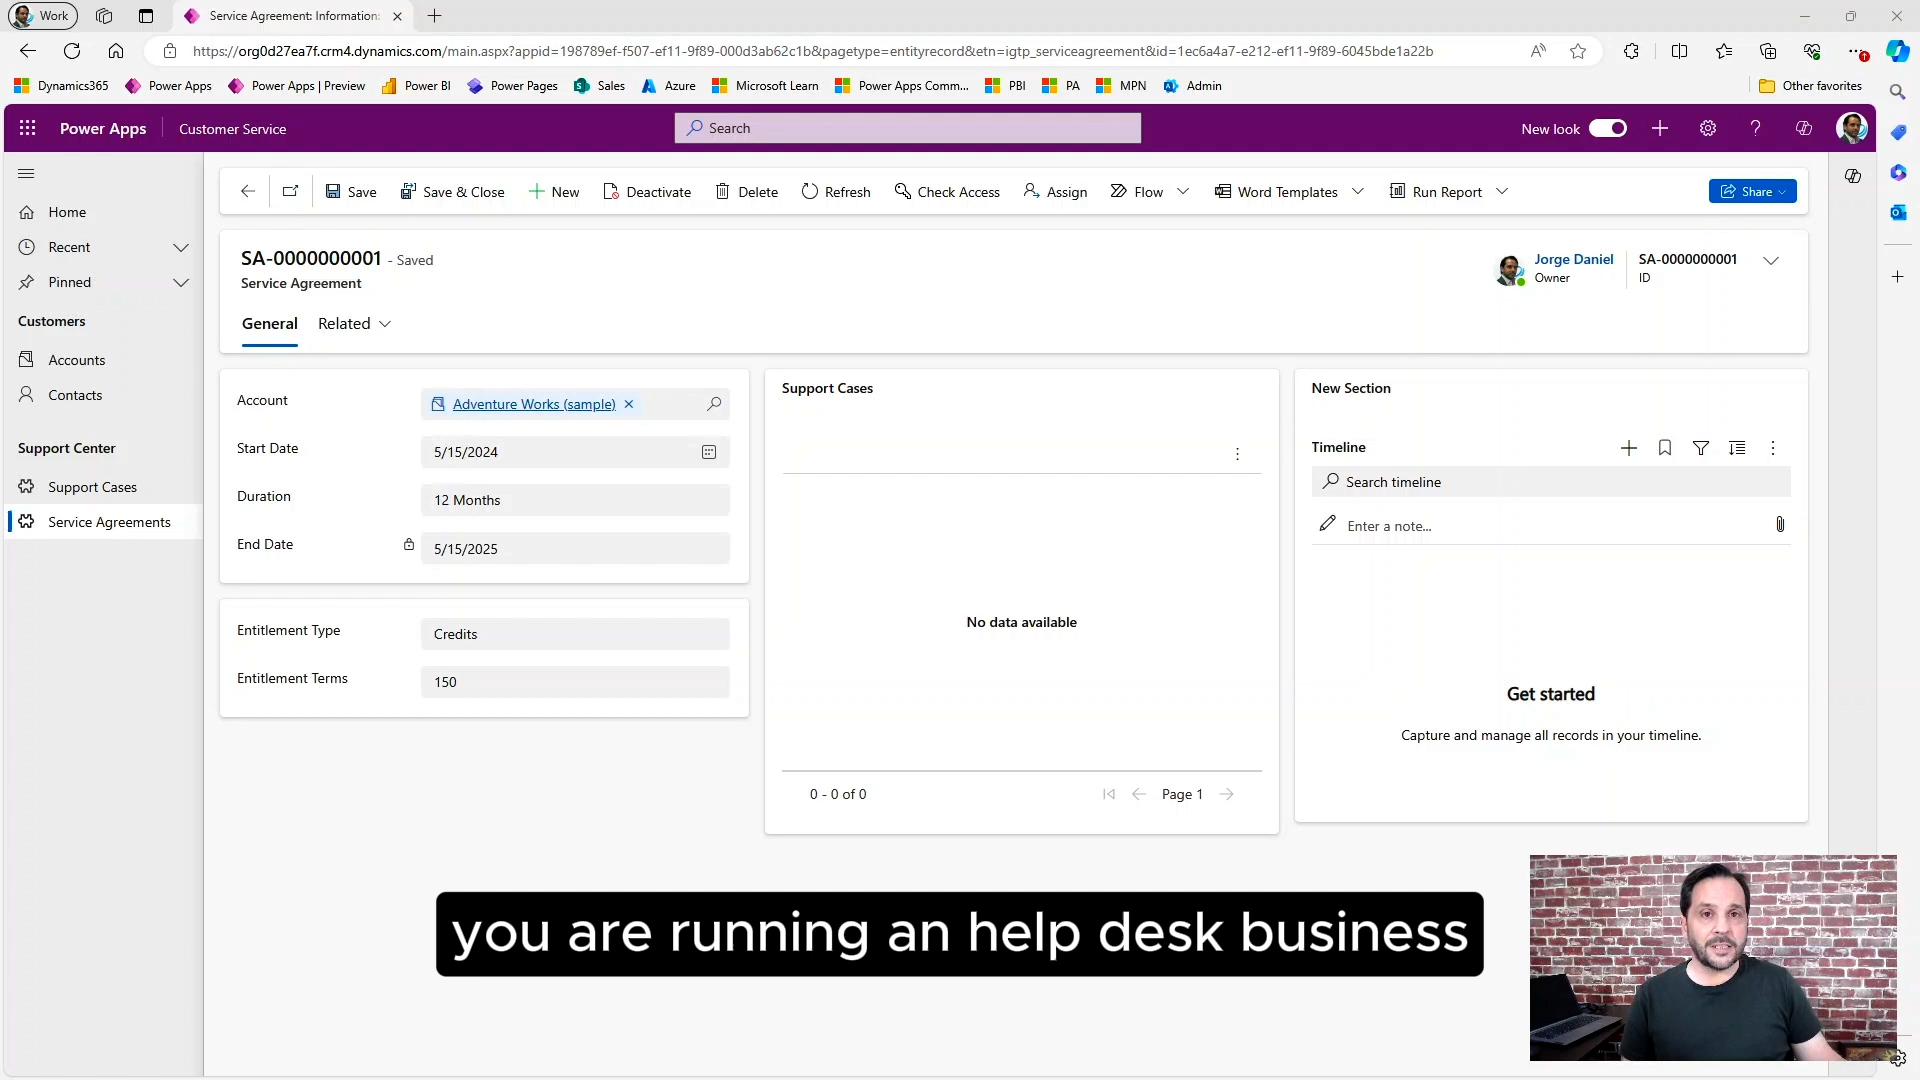 Work
Service Agreement: Information:
https://org0d27ea7f.crm4.dynamics.com/main.aspx?appid=198789ef-f507-ef11-9f89-000d3ab62c1b&pagetype=entityrecord&etn=igtp_serviceagreement&id=1ec6a4a7-e212-ef11-9f89-6045bde1a22b
Dynamics365 Power Apps Power Apps | Preview Power BI Power Pages Sales Azure Microsoft Learn Power Apps Comm... PBI PA MPN Admin Other favorites
Power Apps Customer Service Search New look
Save Save & Close New Deactivate Delete Refresh Check Access Assign Flow Word Templates Run Report Share
Home
Recent
Pinned
Customers
Accounts
Contacts
Support Center
Support Cases
Service Agreements
SA-0000000001 - Saved
Service Agreement
Jorge Daniel
Owner
SA-0000000001
ID
General Related
Account Adventure Works (sample)
Start Date 5/15/2024
Duration 12 Months
End Date 5/15/2025
Entitlement Type Credits
Entitlement Terms 150
Support Cases
No data available
0 - 0 of 0 Page 1
New Section
Timeline
Search timeline
Enter a note...
Get started
Capture and manage all records in your timeline.
you are running an help desk business